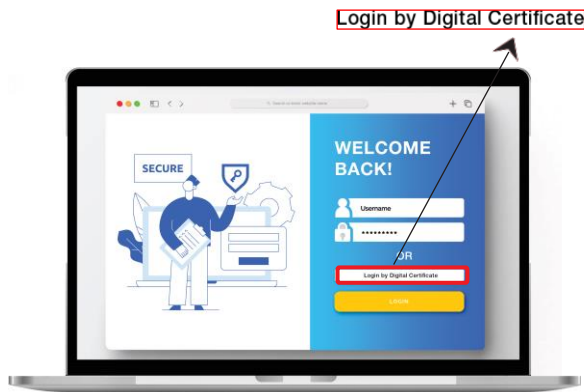 Login by Digital Certificate
SECURE
WELCOME
BACK!
Username
OR
Login by Digital Certificate
LOGIN